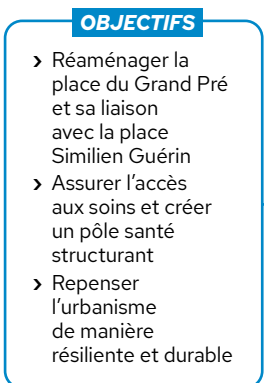 OBJECTIFS
› Réaménager la
place du Grand Pré
et sa liaison
avec la place
Similien Guérin
› Assurer l’accès
aux soins et créer
un pôle santé
structurant
› Repenser
l’urbanisme
de manière
résiliente et durable